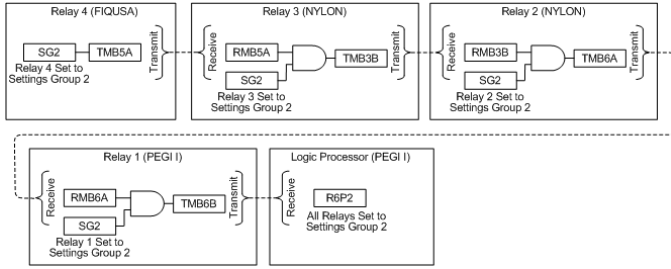 Relay 4 (FIQUSA)
SG2
TMB5A
Relay 4 Set to
Settings Group 2
Transmit
Relay 3 (NYLON)
Receive
RMB5A
SG2
TMB3B
Relay 3 Set to
Settings Group 2
Transmit
Relay 2 (NYLON)
Receive
RMB3B
SG2
TMB6A
Relay 2 Set to
Settings Group 2
Transmit
Relay 1 (PEGI I)
Receive
RMB6A
SG2
TMB6B
Relay 1 Set to
Settings Group 2
Transmit
Logic Processor (PEGI I)
Receive
R6P2
All Relays Set to
Settings Group 2